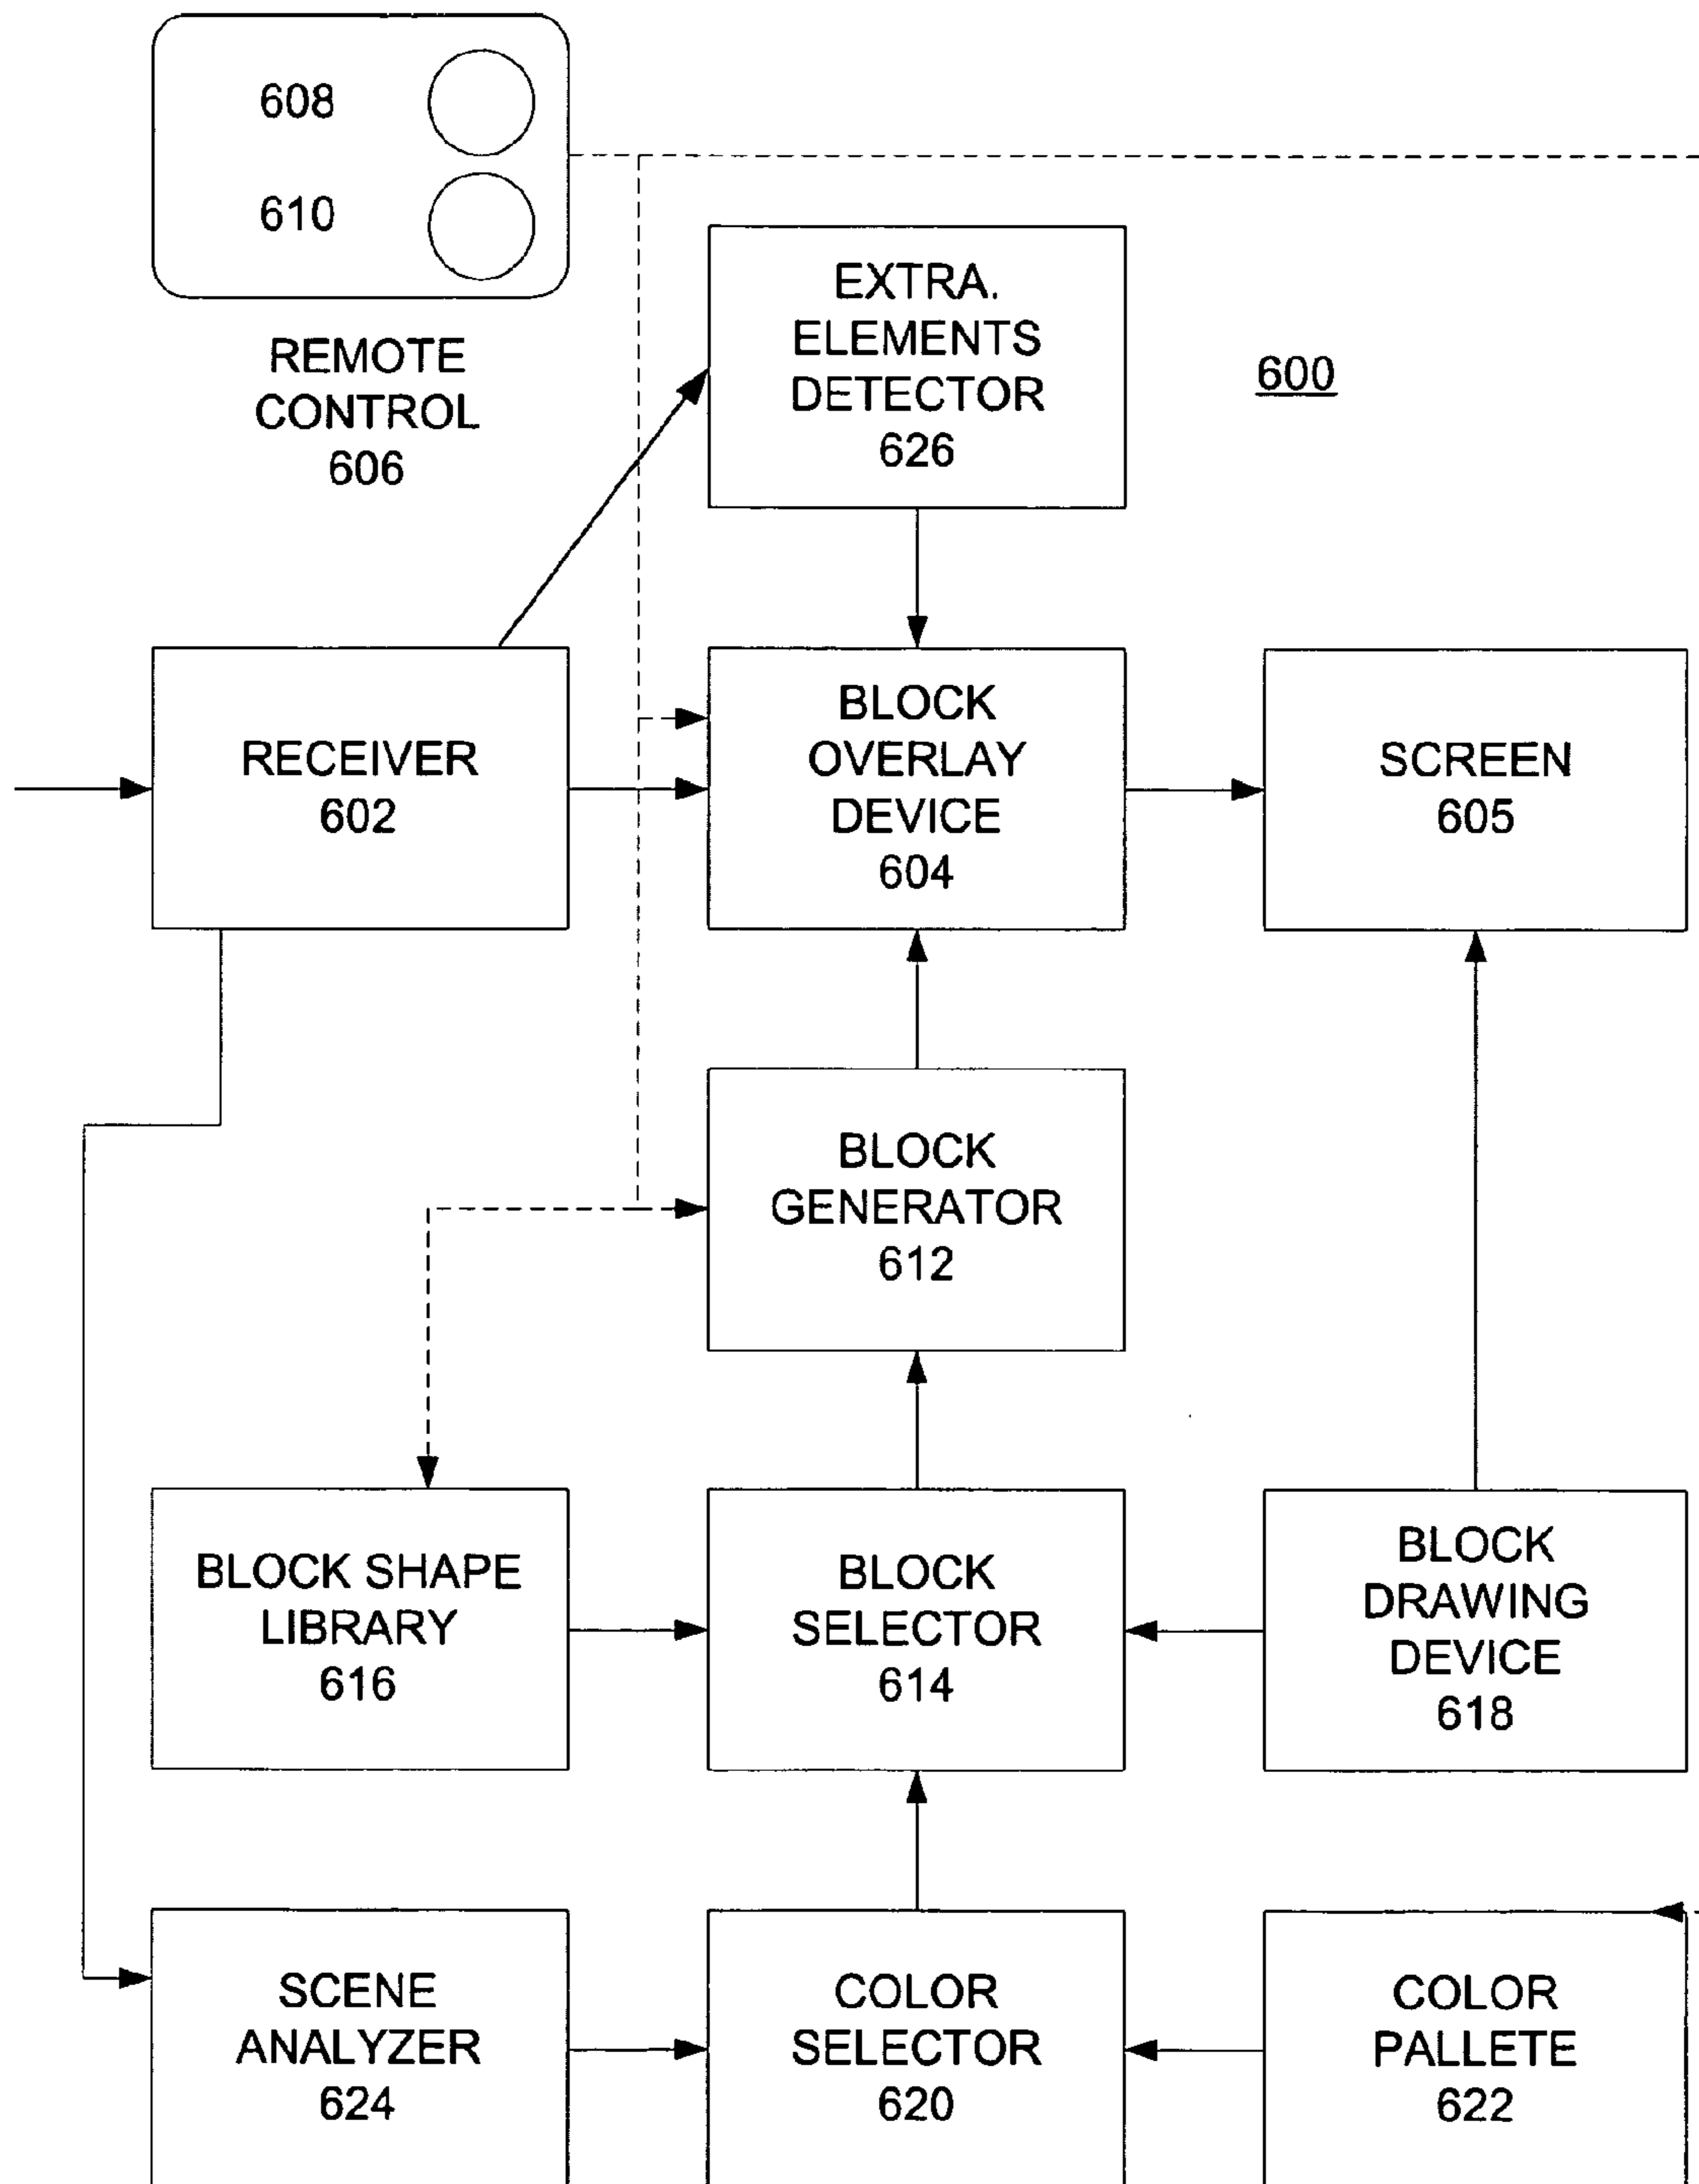 608
610
REMOTE
CONTROL
606
EXTRA.
ELEMENTS
DETECTOR
626
600
RECEIVER
602
BLOCK
OVERLAY
DEVICE
604
SCREEN
605
BLOCK
GENERATOR
612
BLOCK SHAPE
LIBRARY
616
BLOCK
SELECTOR
614
BLOCK
DRAWING
DEVICE
618
SCENE
ANALYZER
624
COLOR
SELECTOR
620
COLOR
PALLETE
622